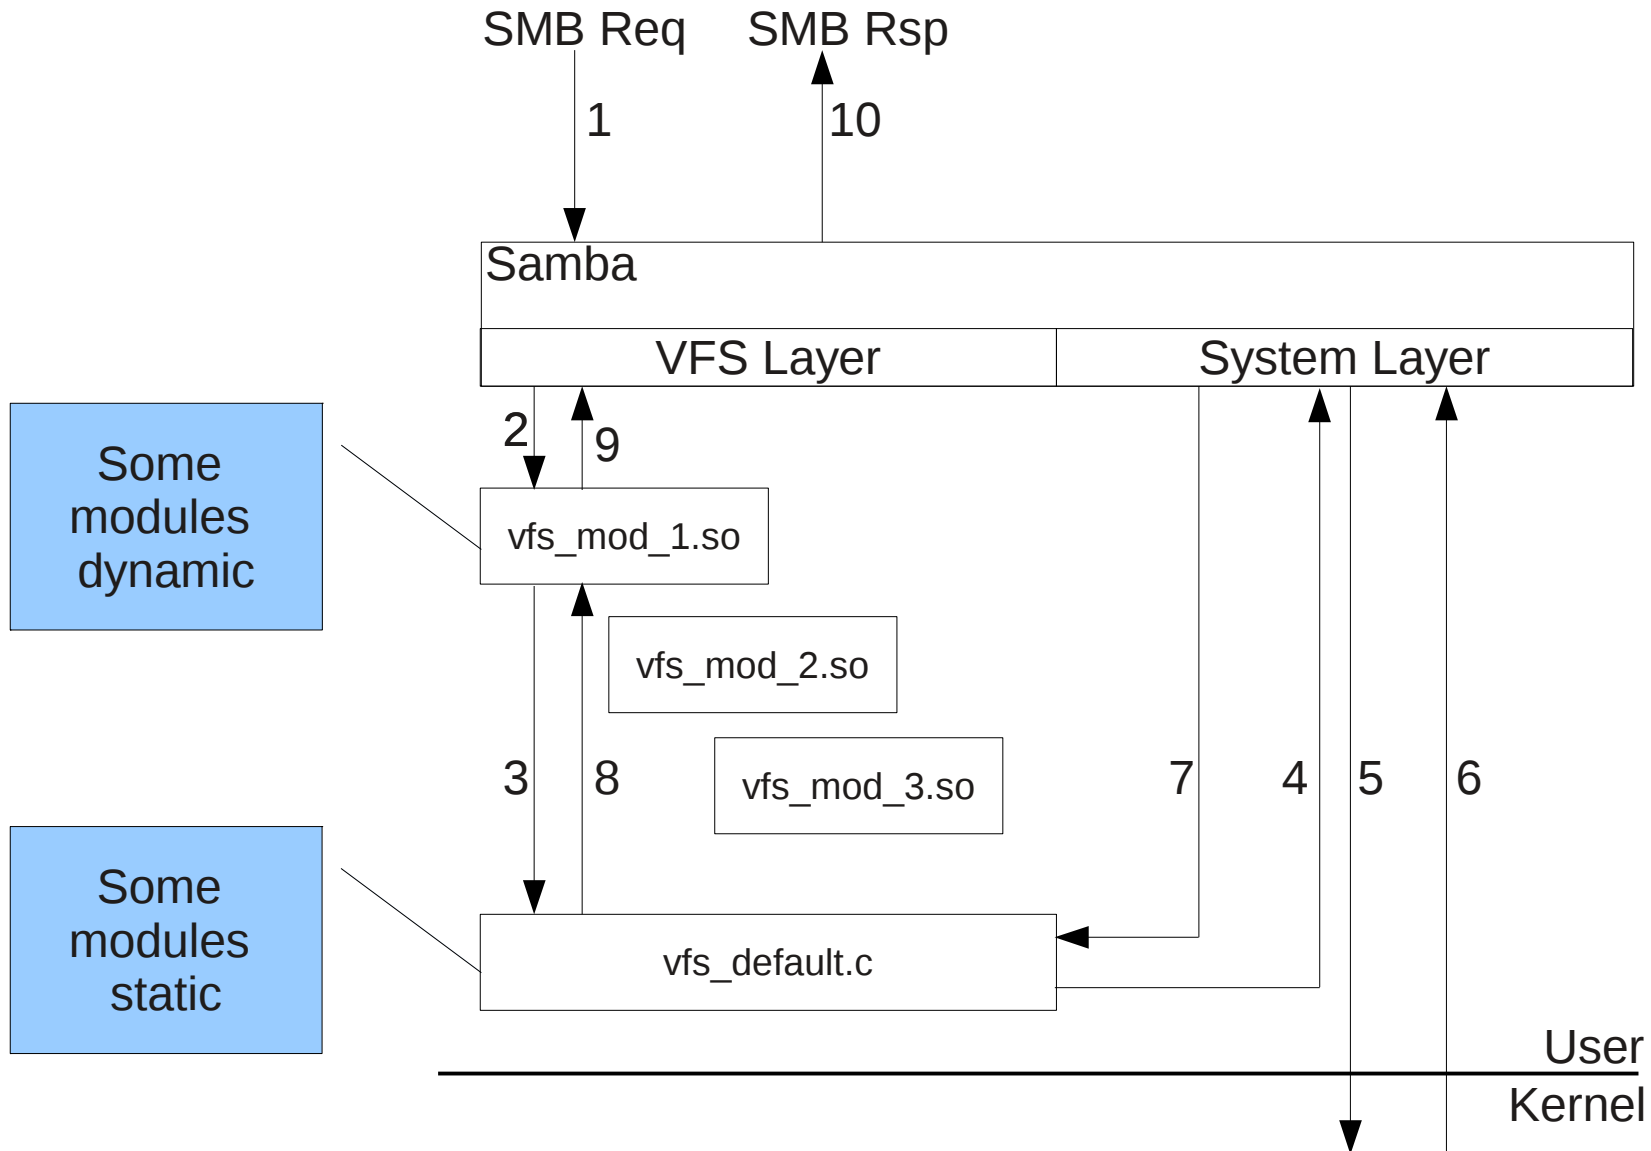 SMB Req
SMB Rsp
1
10
Samba
VFS Layer
System Layer
2
9
Some
modules
dynamic
vfs_mod_1.so
vfs_mod_2.so
vfs_mod_3.so
3
8
7
4
5
6
Some
modules
static
vfs_default.c
User
Kernel